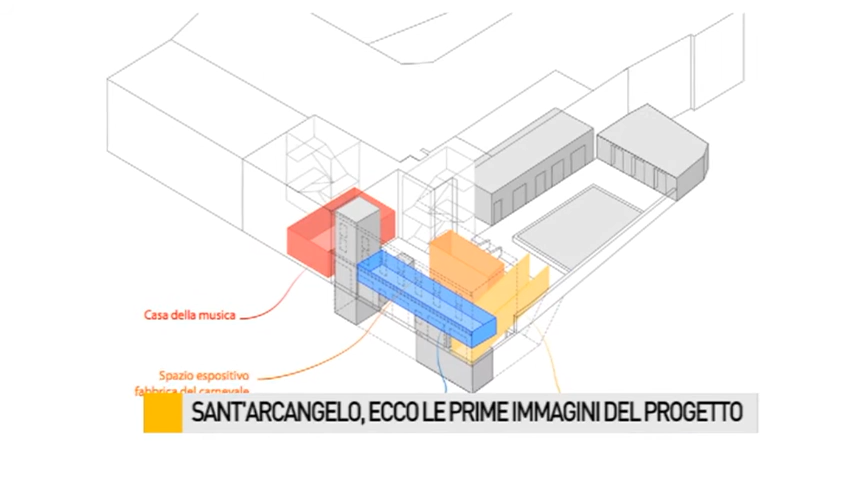 Casa della musica
Spazio espositivo
fabbrica del carnevale
SANT'ARCANGELO, ECCO LE PRIME IMMAGINI DEL PROGETTO